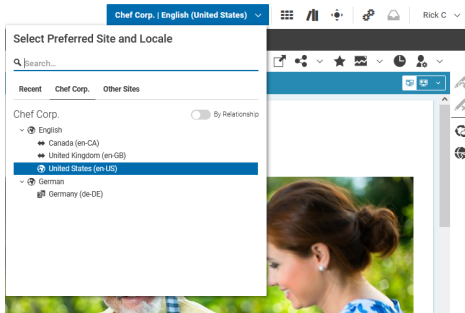 Chef Corp. | English (United States)
Rick C
Select Preferred Site and Locale
Search...
Recent Chef Corp. Other Sites
Chef Corp. By Relationship
English
Canada (en-CA)
United Kingdom (en-GB)
United States (en-US)
German
Germany (de-DE)